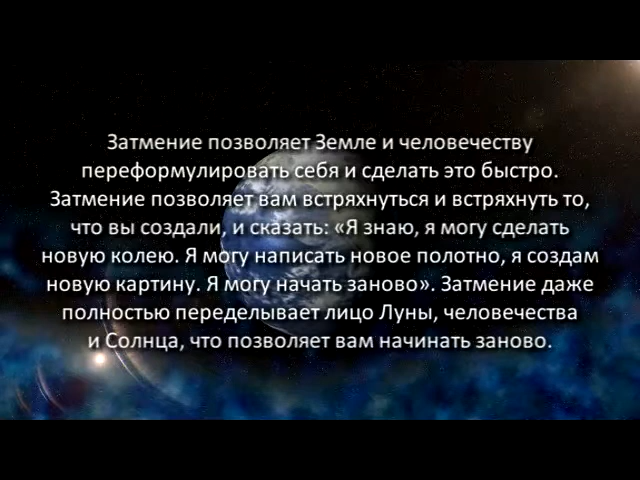 Затмение позволяет Земле и человечеству
переформулировать себя и сделать это быстро.
Затмение позволяет вам встряхнуться и встряхнуть то,
что вы создали, и сказать: «Я знаю, я могу сделать
новую колею. Я могу написать новое полотно, я создам
новую картину. Я могу начать заново». Затмение даже
полностью переделывает лицо Луны, человечества
и Солнца, что позволяет вам начинать заново.